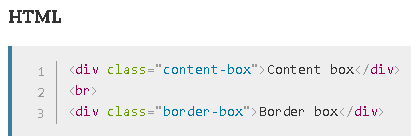 HTML
1 <div class="content-box">Content box</div>
2 <br>
3 <div class="border-box">Border box</div>